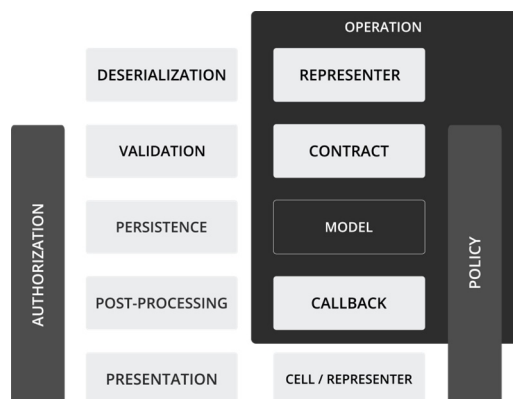 OPERATION
DESERIALIZATION
REPRESENTER
VALIDATION
CONTRACT
AUTHORIZATION
PERSISTENCE
MODEL
POLICY
POST-PROCESSING
CALLBACK
PRESENTATION
CELL / REPRESENTER